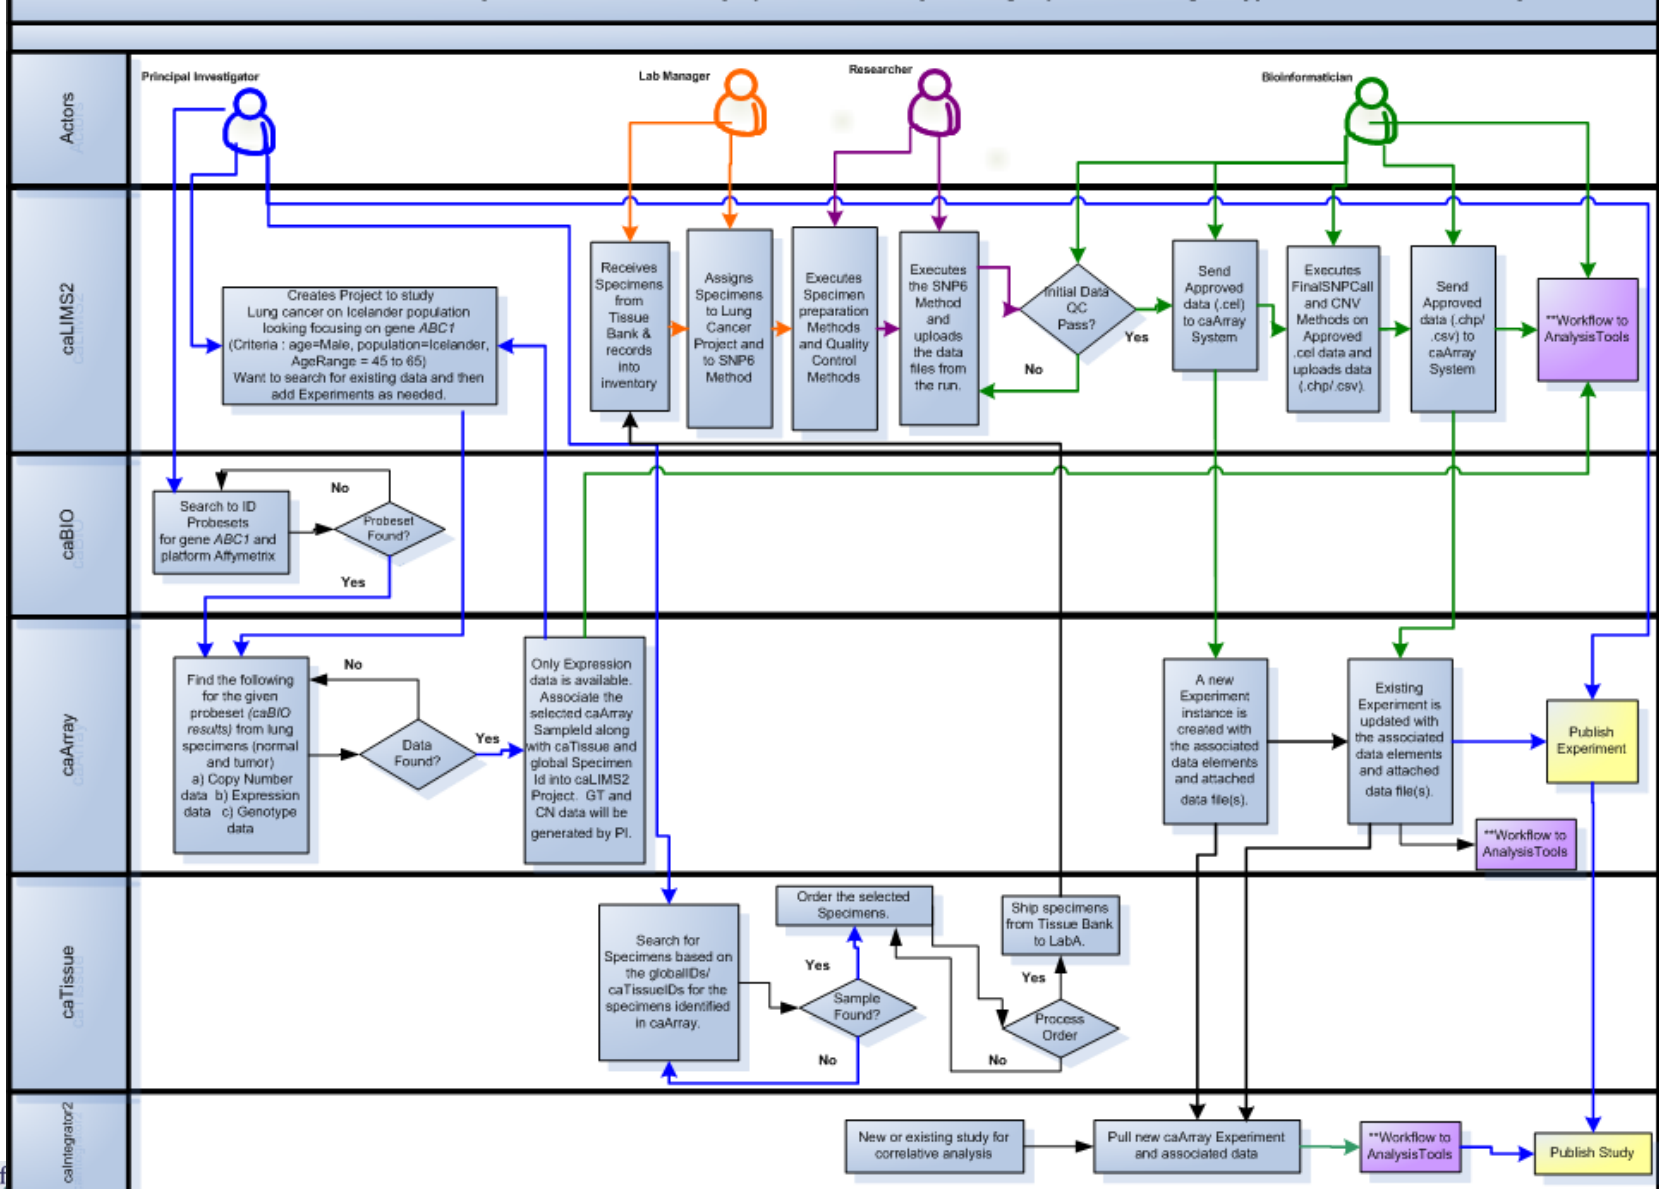 Principal Investigator
Lab Manager
Researcher
Bioinformatician
Actors
caLIMS2
Creates Project to study
Lung cancer on Icelander population
looking focusing on gene ABC1
(Criteria : age=Male, population=Icelander,
AgeRange = 45 to 65)
Want to search for existing data and then
add Experiments as needed.
Receives
Specimens
from
Tissue
Bank &
records
into
inventory
Assigns
Specimens
to Lung
Cancer
Project and
to SNP6
Method
Executes
Specimen
preparation
Methods
and Quality
Control
Methods
Executes
the SNP6
Method
and
uploads
the data
files from
the run.
Initial Data
QC
Pass?
Yes
No
Send
Approved
data (.cel)
to caArray
System
Executes
FinalSNPCall
and CNV
Methods on
Approved
.cel data and
uploads data
(.chp/.csv).
Send
Approved
data (.chp/
.csv) to
caArray
System
**Workflow to
AnalysisTools
caBIO
Search to ID
Probesets
for gene ABC1 and
platform Affymetrix
No
Probeset
Found?
Yes
caArray
Find the following
for the given
probeset (caBIO
results) from lung
specimens (normal
and tumor)
a) Copy Number
data b) Expression
data c) Genotype
data
No
Data
Found?
Yes
Only Expression
data is available.
Associate the
selected caArray
SampleId along
with caTissue and
global Specimen
Id into caLIMS2
Project. GT and
CN data will be
generated by PI.
A new
Experiment
instance is
created with
the associated
data elements
and attached
data file(s).
Existing
Experiment is
updated with
the associated
data elements
and attached
data file(s).
Publish
Experiment
**Workflow to
AnalysisTools
caTissue
Search for
Specimens based on
the globalIDs/
caTissueIDs for the
specimens identified
in caArray.
Order the selected
Specimens.
Yes
Sample
Found?
No
Ship specimens
from Tissue Bank
to LabA.
Yes
Process
Order
No
caIntegrator2
New or existing study for
correlative analysis
Pull new caArray Experiment
and associated data
**Workflow to
AnalysisTools
Publish Study